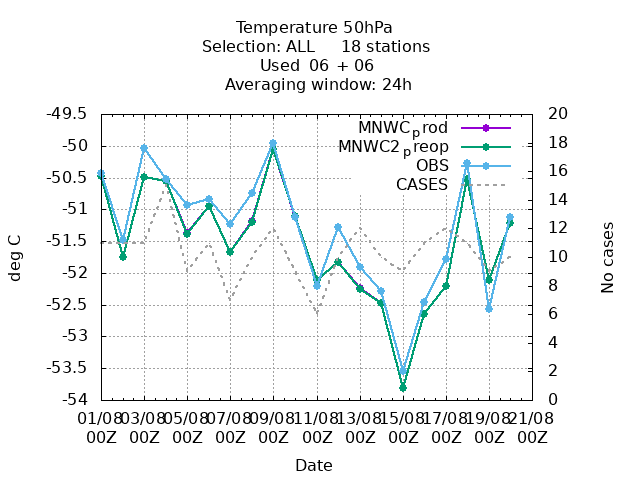 Temperature 50hPa
Selection: ALL     18 stations
Used  06 + 06
Averaging window: 24h
-49.5
-50
-50.5
-51
-51.5
-52
-52.5
-53
-53.5
-54
deg C
20
18
16
14
12
10
8
6
4
2
0
No cases
MNWCprod
MNWC2preop
OBS
CASES
01/08 03/08 05/08 07/08 09/08 11/08 13/08 15/08 17/08 19/08 21/08
00Z 00Z 00Z 00Z 00Z 00Z 00Z 00Z 00Z 00Z 00Z
Date